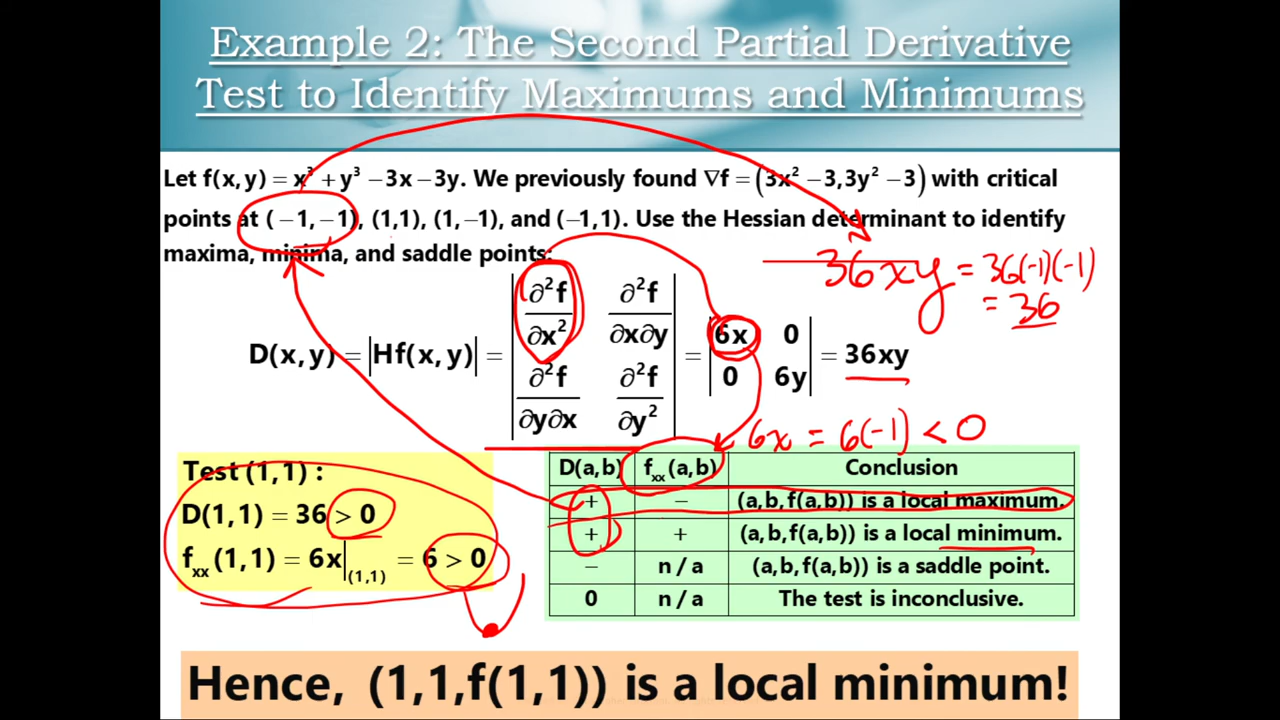 Example 2: The Second Partial Derivative
Test to Identify Maximums and Minimums
Let f(x,y) = x³ + y³ − 3x − 3y. We previously found ∇f = (3x² − 3, 3y² − 3) with critical
points at (−1,−1), (1,1), (1,−1), and (−1,1). Use the Hessian determinant to identify
maxima, minima, and saddle points:
36xy = 36(-1)(-1)
= 36
D(x,y) = |Hf(x,y)| = | ∂²f/∂x² ∂²f/∂x∂y ; ∂²f/∂y∂x ∂²f/∂y² | = | 6x 0 ; 0 6y | = 36xy
6x = 6(-1) < 0
Test (1,1) :
D(1,1) = 36 > 0
fxx (1,1) = 6x|(1,1) = 6 > 0
D(a,b) fxx (a,b) Conclusion
+ − (a,b,f(a,b)) is a local maximum.
+ + (a,b,f(a,b)) is a local minimum.
− n / a (a,b,f(a,b)) is a saddle point.
0 n / a The test is inconclusive.
Hence, (1,1,f(1,1)) is a local minimum!